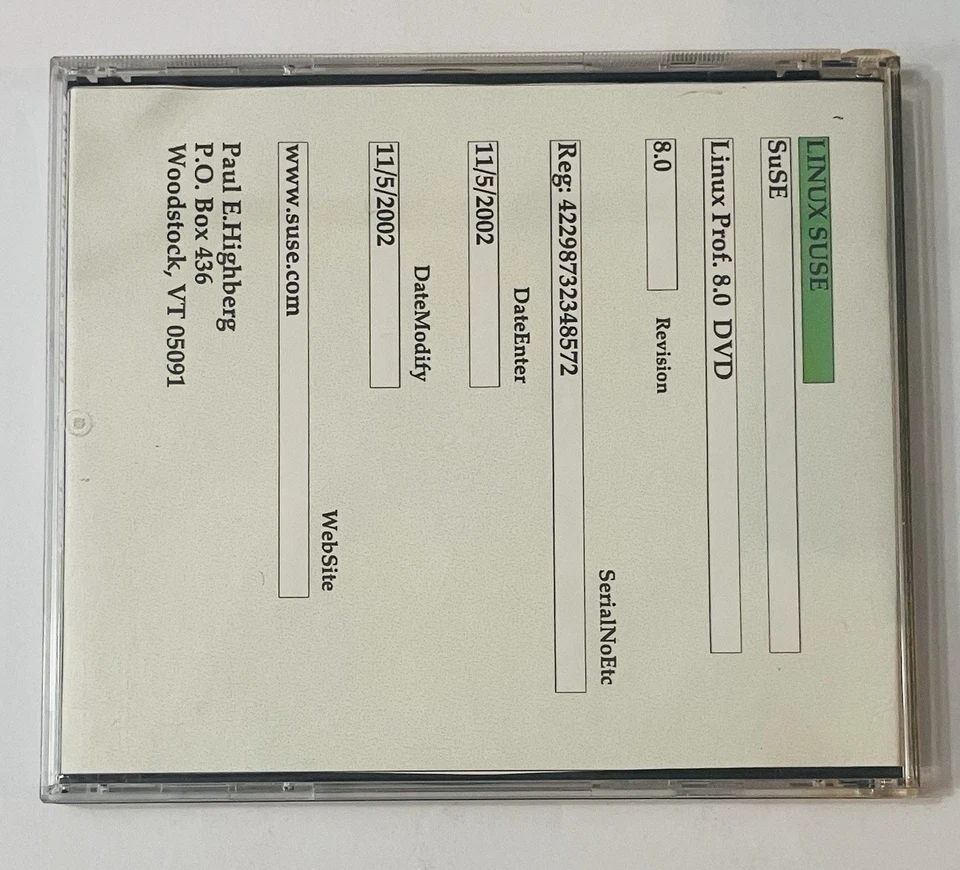 LINUX SUSE
SuSE
Linux Prof. 8.0 DVD
8.0 Revision
SerialNoEtc
Reg: 42298732348572
DateEnter
11/5/2002
DateModify
11/5/2002
WebSite
www.suse.com
Paul E.Highberg
P.O. Box 436
Woodstock, VT 05091